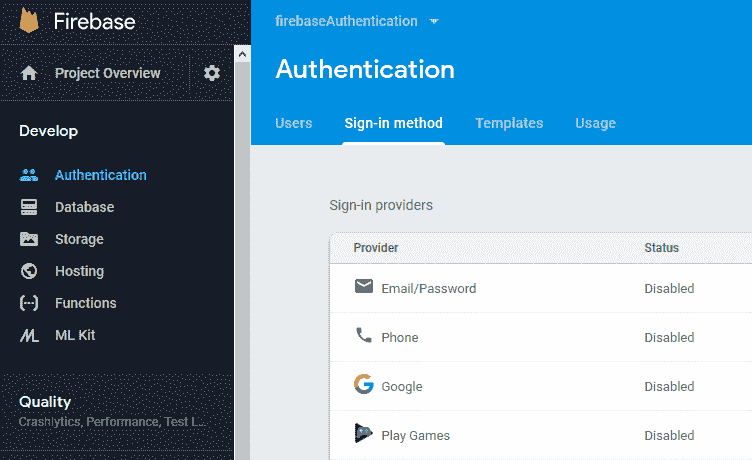 Firebase
Project Overview
Develop
Authentication
Database
Storage
Hosting
Functions
ML Kit
Quality
Crashlytics, Performance, Test L...
firebaseAuthentication
Authentication
Users Sign-in method Templates Usage
Sign-in providers
Provider Status
Email/Password Disabled
Phone Disabled
Google Disabled
Play Games Disabled